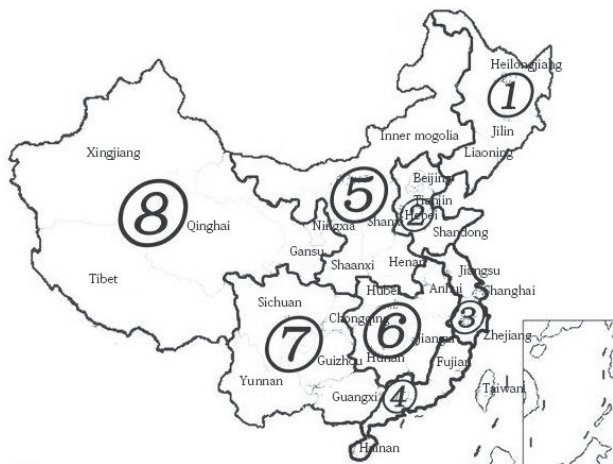 Heilongjiang
1
Jilin
Inner mogolia
Liaoning
Xingjiang
Beijing
Tianjin
5
8
Hebei
2
Qinghai
Ningxia
Shanxi
Shandong
Gansu
Henan
Shaanxi
Jiangsu
Tibet
Anhui
Shanghai
Sichuan
Hubei
Chongqing
3
6
7
Jiangxi
Zhejiang
Guizhou
Hunan
Fujian
Yunnan
Taiwan
Guangxi
4
Hainan